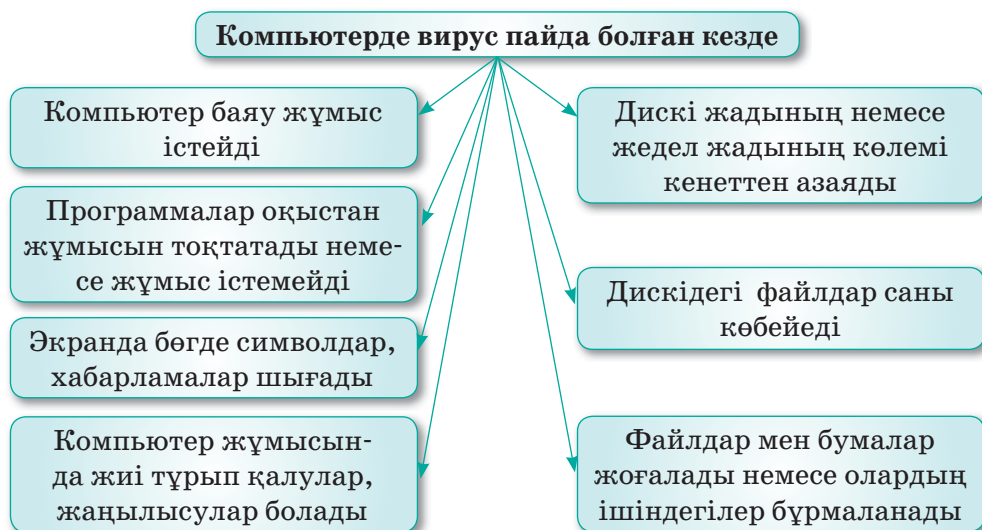 Компьютерде вирус пайда болған кезде
Компьютер баяу жұмыс
істейді
Программалар оқыстан
жұмысын тоқтатады неме-
се жұмыс істемейді
Экранда бөгде символдар,
хабарламалар шығады
Компьютер жұмысын-
да жиі тұрып қалулар,
жаңылысулар болады
Дискі жадының немесе
жедел жадының көлемі
кенеттен азаяды
Дискідегі файлдар саны
көбейеді
Файлдар мен бумалар
жоғалады немесе олардың
ішіндегілер бұрмаланады